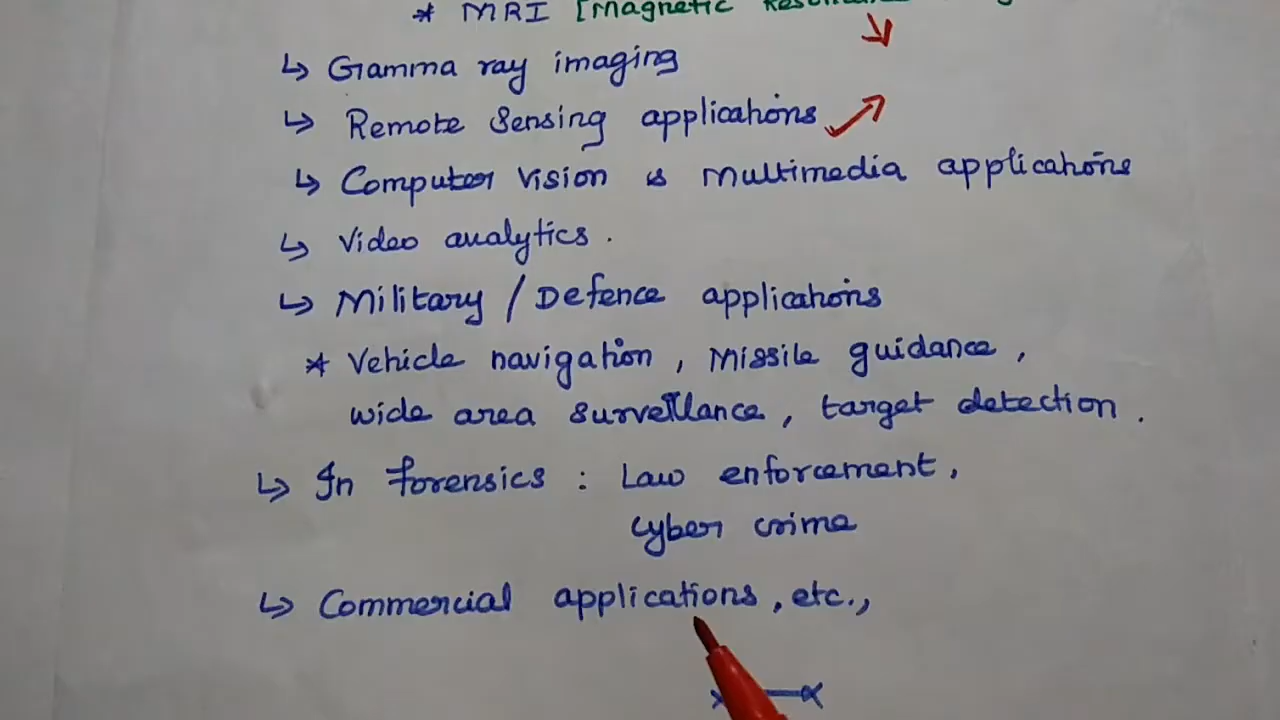 * MRI [Magnetic
↳ Gamma ray imaging
↳ Remote Sensing applications
↳ Computer Vision & Multimedia applications
↳ Video analytics.
↳ Military / Defence applications
* Vehicle navigation, Missile guidance,
wide area surveillance, target detection.
↳ In Forensics : Law enforcement,
Cyber crime
↳ Commercial applications, etc.,